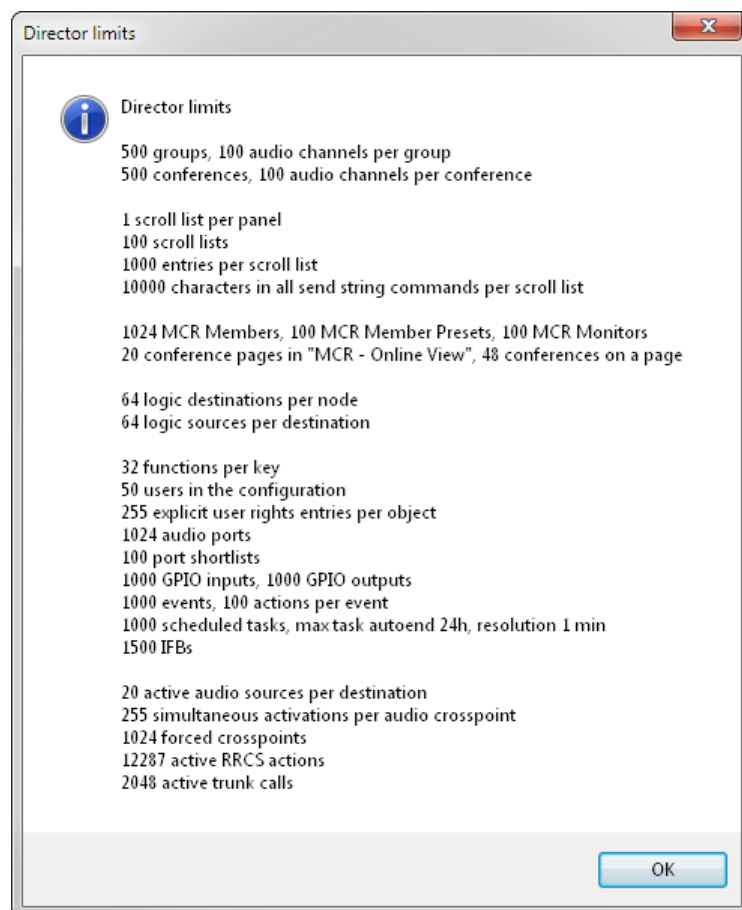 Director limits
Director limits
500 groups, 100 audio channels per group
500 conferences, 100 audio channels per conference
1 scroll list per panel
100 scroll lists
1000 entries per scroll list
10000 characters in all send string commands per scroll list
1024 MCR Members, 100 MCR Member Presets, 100 MCR Monitors
20 conference pages in "MCR - Online View", 48 conferences on a page
64 logic destinations per node
64 logic sources per destination
32 functions per key
50 users in the configuration
255 explicit user rights entries per object
1024 audio ports
100 port shortlists
1000 GPIO inputs, 1000 GPIO outputs
1000 events, 100 actions per event
1000 scheduled tasks, max task autoend 24h, resolution 1 min
1500 IFBs
20 active audio sources per destination
255 simultaneous activations per audio crosspoint
1024 forced crosspoints
12287 active RRCS actions
2048 active trunk calls
OK